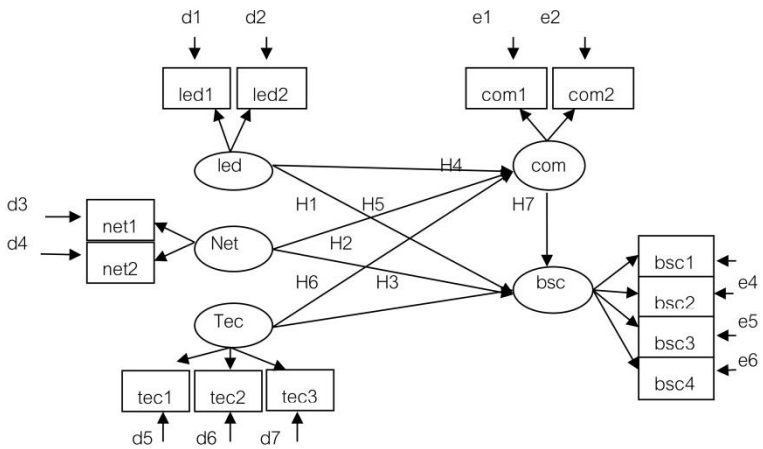 d1 d2 e1 e2
led1 led2 com1 com2
led com
H4
H1 H5 H7
d3 net1
d4 net2
Net H2
H6 H3 bsc
Tec
bsc1
bsc2 e4
bsc3 e5
bsc4 e6
tec1 tec2 tec3
d5 d6 d7